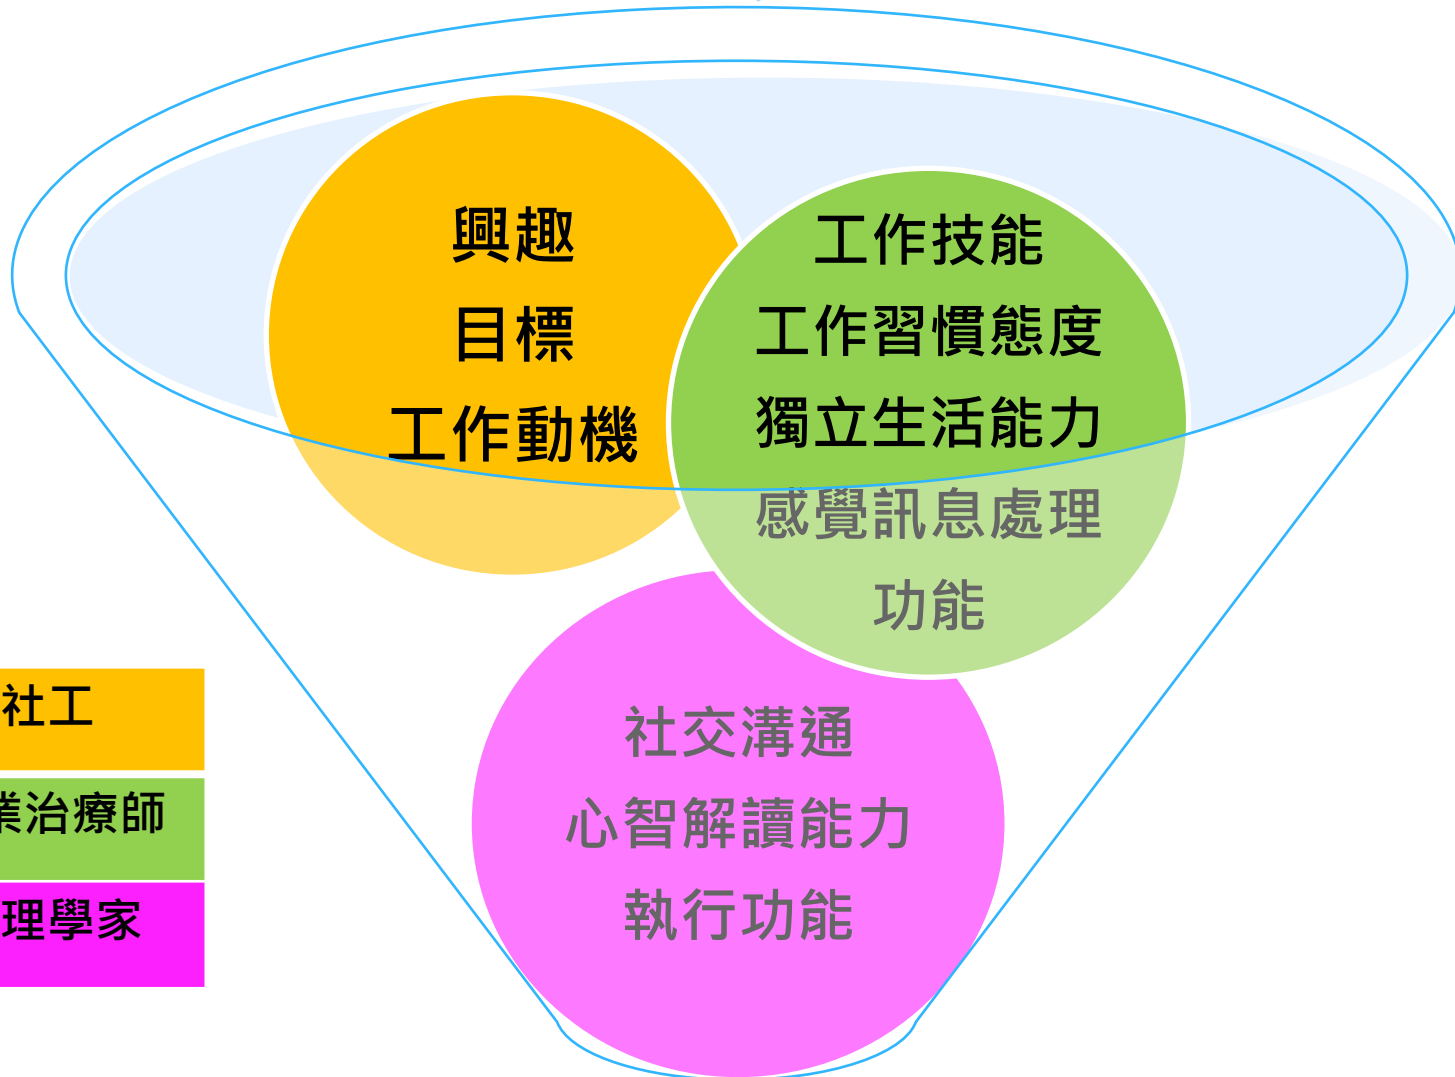 興趣
目標
工作動機
工作技能
工作習慣態度
獨立生活能力
感覺訊息處理
功能
社交溝通
心智解讀能力
執行功能
社工
業治療師
理學家